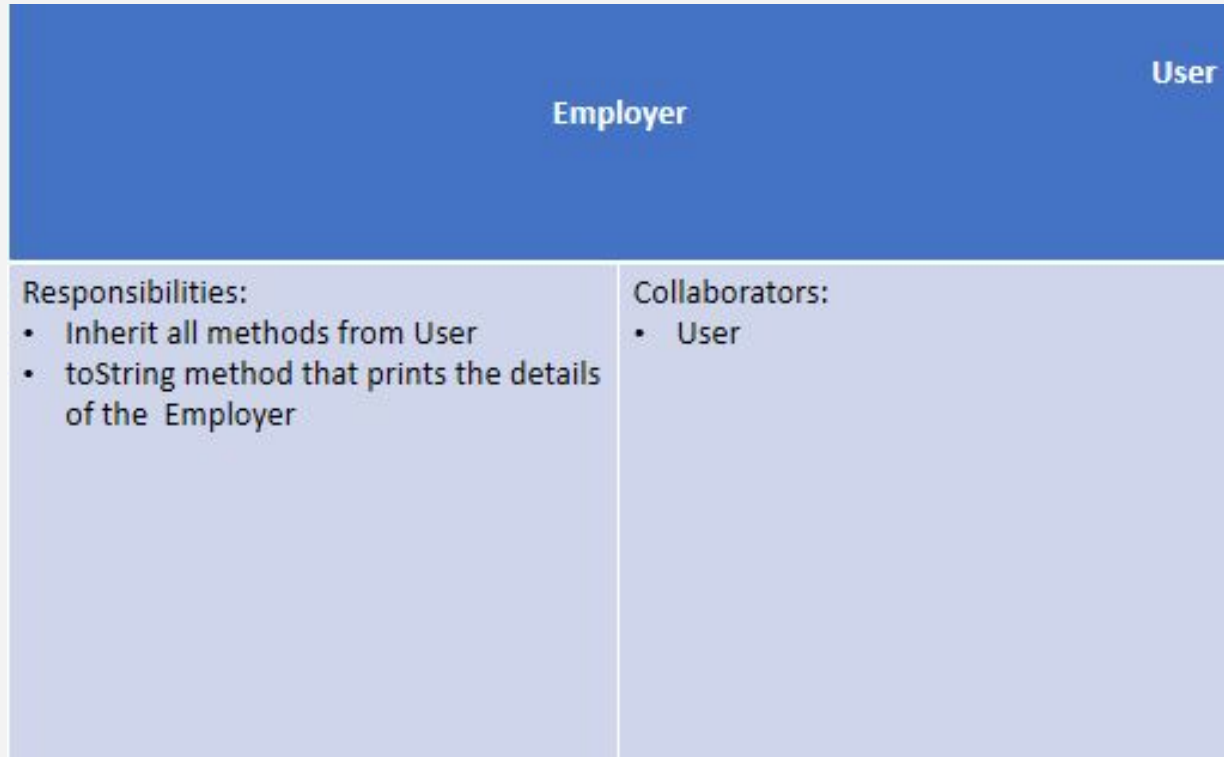 User
Employer
Responsibilities:
• Inherit all methods from User
• toString method that prints the details
of the Employer
Collaborators:
• User